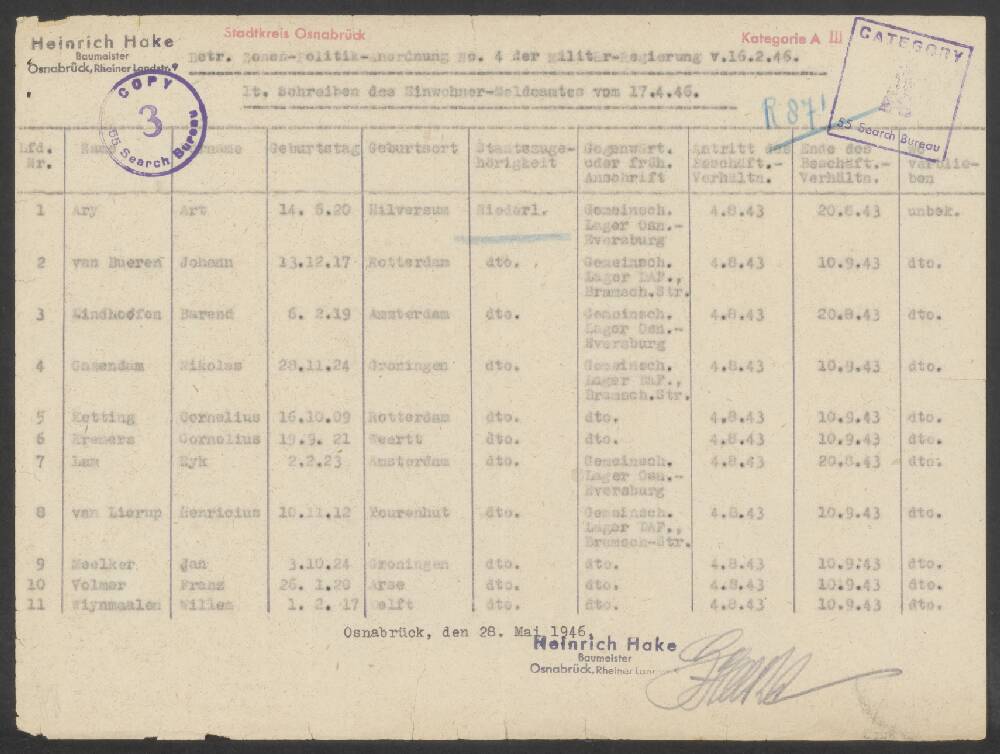 Heinrich Hake
Baumeister
Osnabrück, Rheiner Landstr. 9
Stadtkreis Osnabrück
Kategorie A III
CATEGORY
55 Search Bureau
COPY
3
55 Search Bureau
Betr. Zonen-Politik-Anordnung No. 4 der Militär-Regierung v.16.2.46.
lt. Schreiben des Einwohner-Meldeamtes vom 17.4.46.
R 871
Lfd. Nr. Name Geburtstag Geburtsort Staatszuge-hörigkeit Gegenwärt. oder früh. Anschrift Antritt des Beschäft.-Verhältn. Ende des Beschäft.-Verhältn.
1 Ary Art 14. 6.20 Hilversum Niederl. Gemeinsch. Lager Osn.-Eversburg 4.8.43 20.8.43 unbek.
2 van Bueren Johann 13.12.17 Rotterdam dto. Gemeinsch. Lager DAF., Bramsch.Str. 4.8.43 10.9.43 dto.
3 Barend 6. 2.19 Amsterdam dto. Gemeinsch. Lager Osn.-Eversburg 4.8.43 20.8.43 dto.
4 Gasendam Nikolas 28.11.24 Groningen dto. Gemeinsch. Lager DAF., Bramsch.Str. 4.8.43 10.9.43 dto.
5 Ketting Cornelius 16.10.09 Rotterdam dto. dto. 4.8.43 10.9.43 dto.
6 Kremers Cornelius 19.9. 21 Weertt dto. dto. 4.8.43 10.9.43 dto.
7 Lam Ryk 2.2.23 Amsterdam dto. Gemeinsch. Lager Osn.-Eversburg 4.8.43 20.8.43 dto.
8 van Lierup Henricius 10.11.12 dto. Gemeinsch. Lager DAF., Bramsch-Str. 4.8.43 10.9.43 dto.
9 Meelker Jan 3.10.24 Groningen dto. dto. 4.8.43 10.9.43 dto.
10 Volmer Franz 26. 1.20 Arse dto. dto. 4.8.43 10.9.43 dto.
11 Wiynmaalen Willem 1. 2. 17 Delft dto. dto. 4.8.43 10.9.43 dto.
Osnabrück, den 28. Mai 1946.
Heinrich Hake
Baumeister
Osnabrück, Rheiner